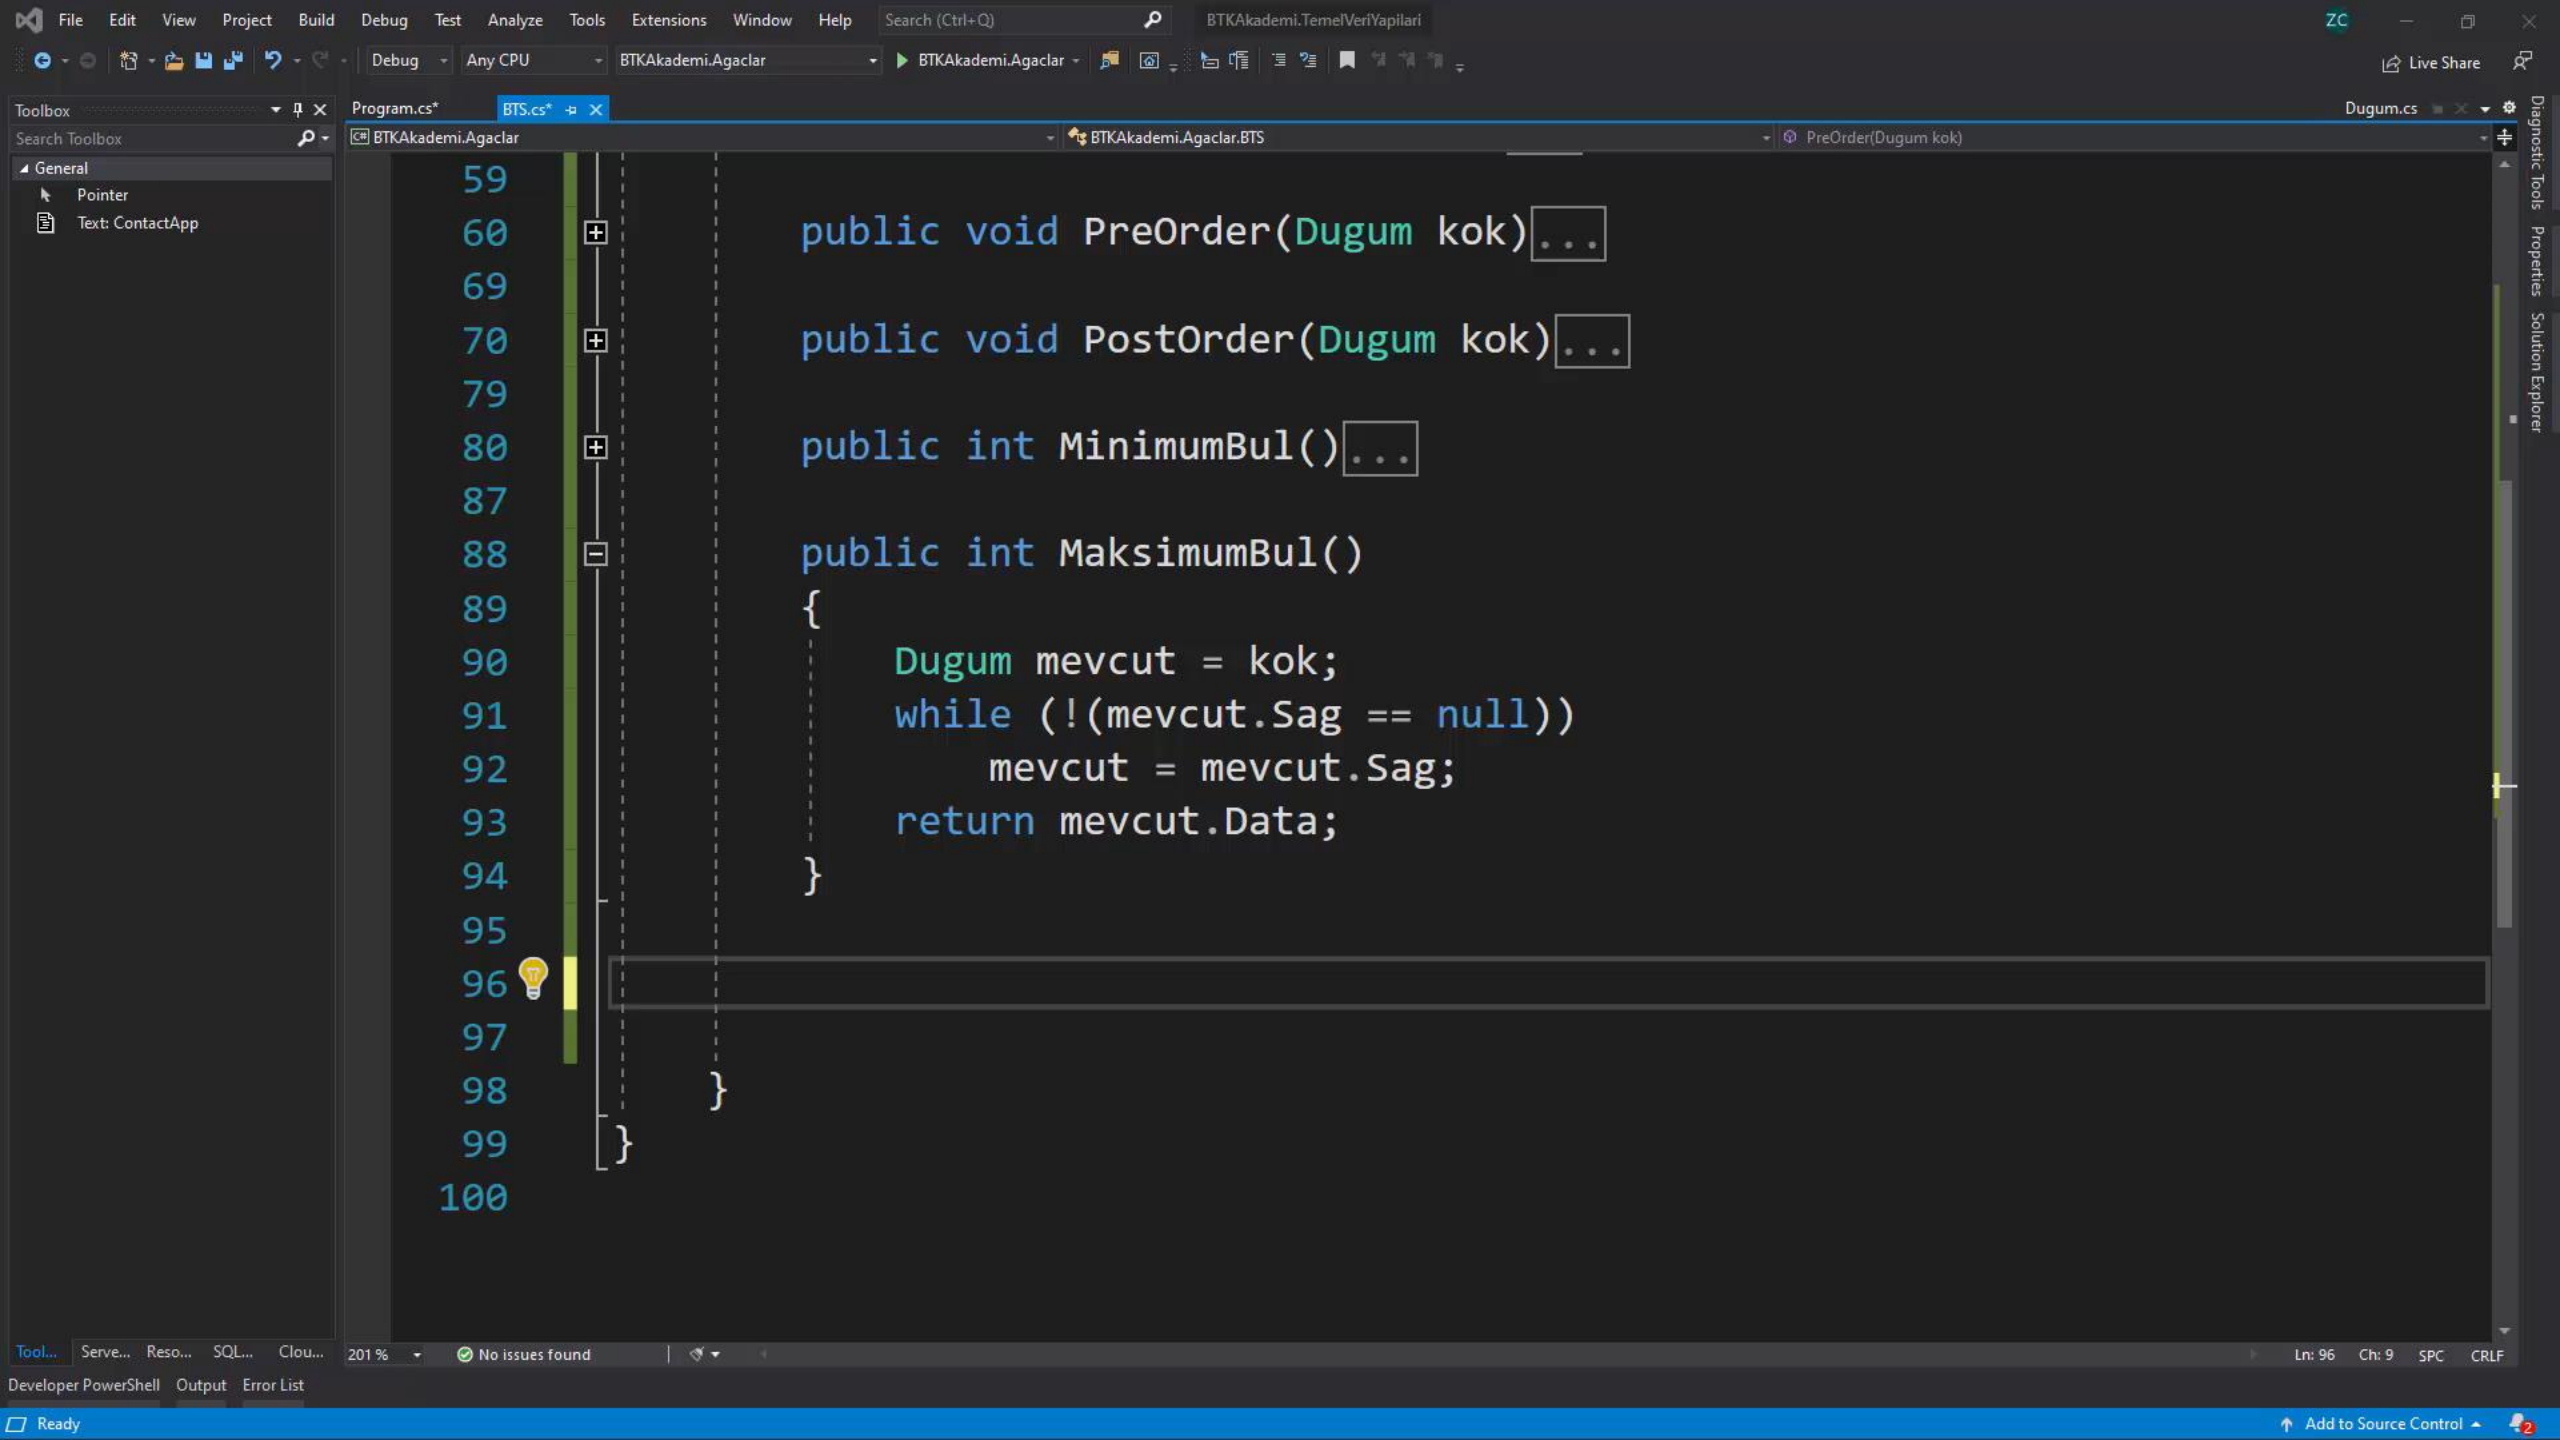 File Edit View Project Build Debug Test Analyze Tools Extensions Window Help Search (Ctrl+Q) BTKAkademi.TemelVeriYapilari ZC
Debug Any CPU BTKAkademi.Agaclar BTKAkademi.Agaclar Live Share
Toolbox Program.cs* BTS.cs* Dugum.cs
Search Toolbox BTKAkademi.Agaclar BTKAkademi.Agaclar.BTS PreOrder(Dugum kok)
General
Pointer
Text: ContactApp
59
60 public void PreOrder(Dugum kok)...
69
70 public void PostOrder(Dugum kok)...
79
80 public int MinimumBul()...
87
88 public int MaksimumBul()
89 {
90 Dugum mevcut = kok;
91 while (!(mevcut.Sag == null))
92 mevcut = mevcut.Sag;
93 return mevcut.Data;
94 }
95
96
97
98 }
99 }
100
Diagnostic Tools
Properties
Solution Explorer
Tool... Serve... Reso... SQL... Clou... 201 % No issues found Ln: 96 Ch: 9 SPC CRLF
Developer PowerShell Output Error List
Ready Add to Source Control 2